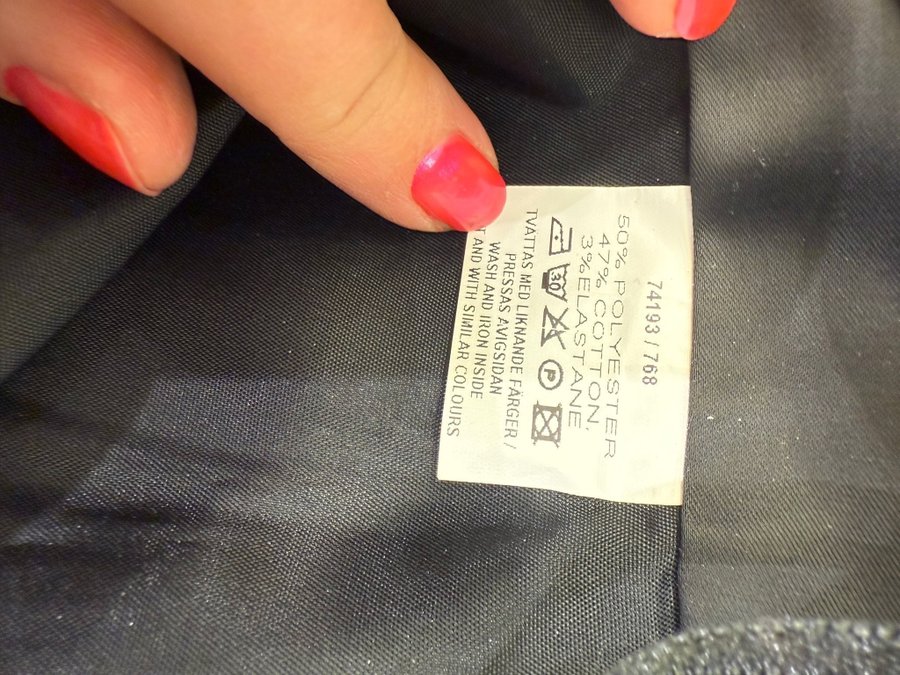 74193 / 768
50% POLYESTER
47% COTTON,
3% ELASTANE,
30 P
TVÄTTAS MED LIKNANDE FÄRGER /
PRESSAS AVIGSIDAN
WASH AND IRON INSIDE
AND WITH SIMILAR COLOURS